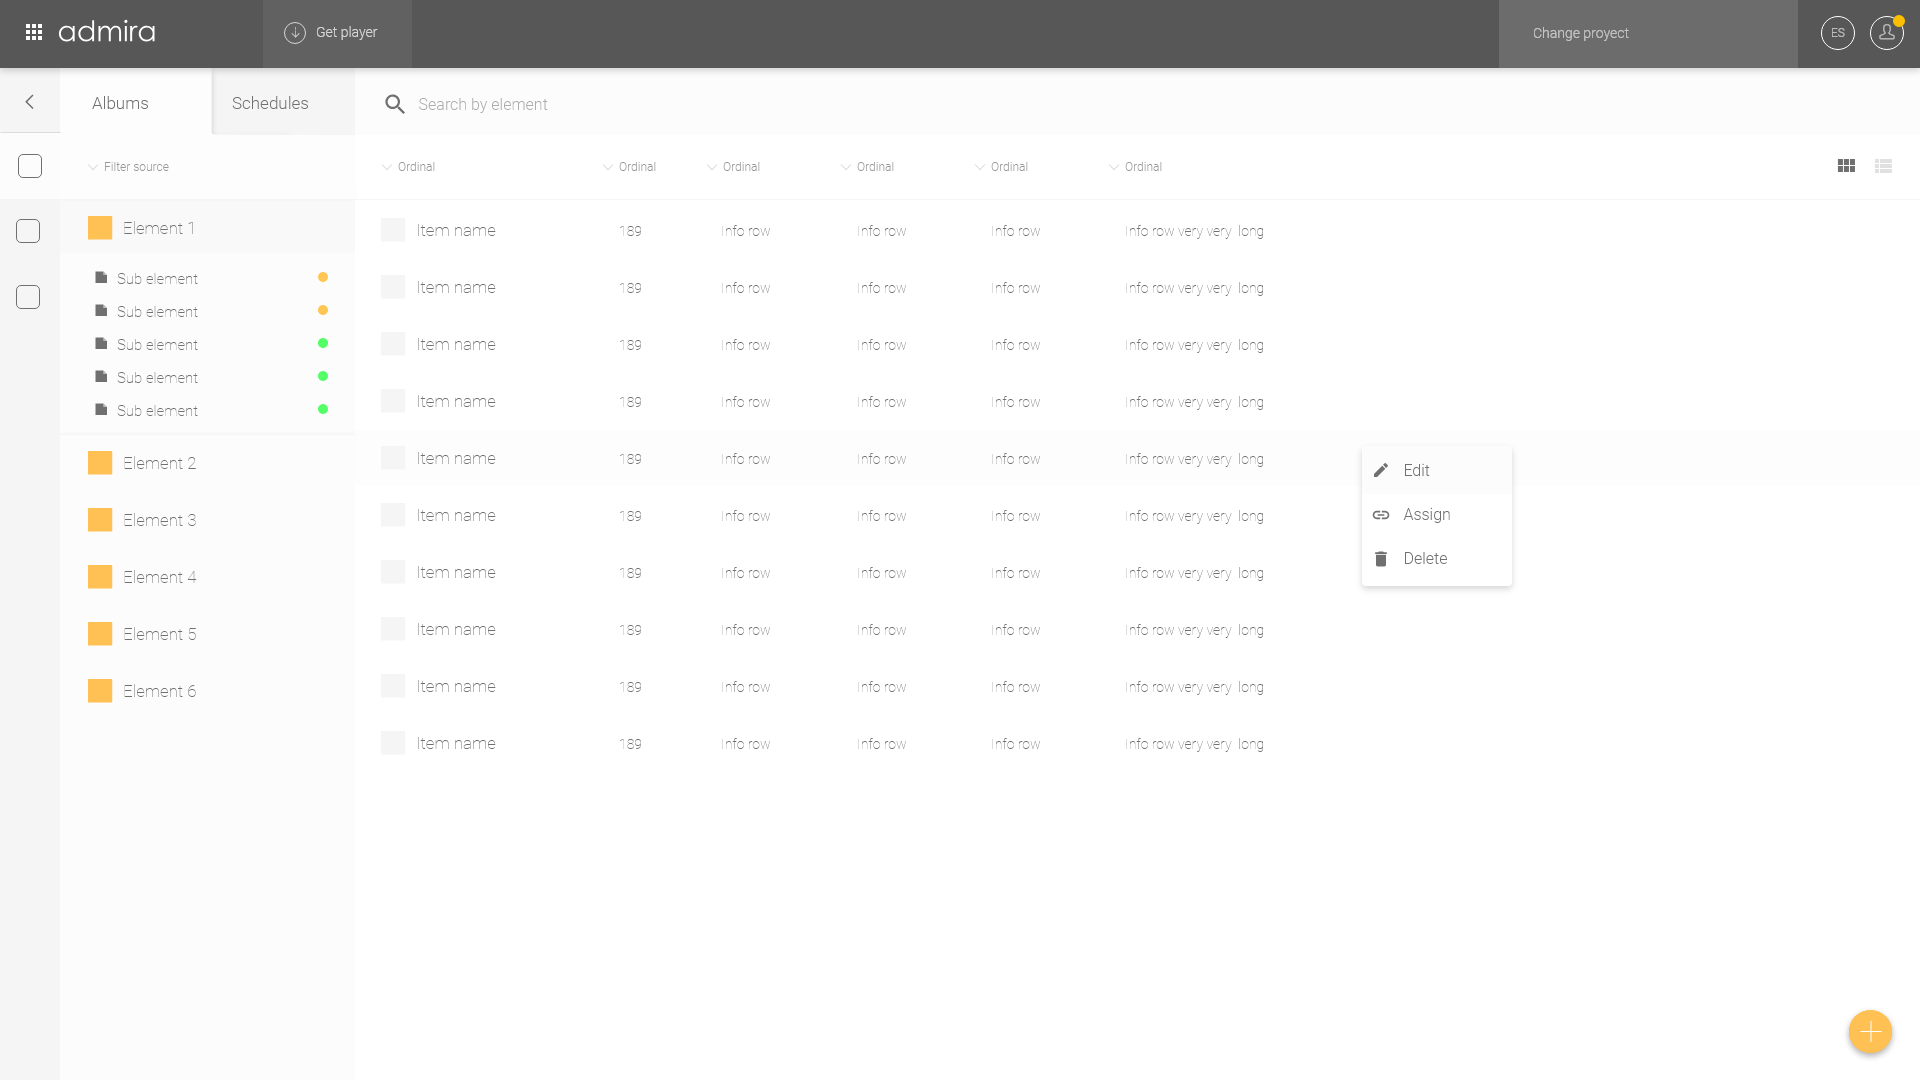 admira
Get player
Change proyect
ES
Albums
Schedules
Search by element
Filter source
Ordinal Ordinal Ordinal Ordinal Ordinal Ordinal
Element 1
Sub element
Sub element
Sub element
Sub element
Sub element
Element 2
Element 3
Element 4
Element 5
Element 6
Item name 189 Info row Info row Info row Info row very very long
Item name 189 Info row Info row Info row Info row very very long
Item name 189 Info row Info row Info row Info row very very long
Item name 189 Info row Info row Info row Info row very very long
Item name 189 Info row Info row Info row Info row very very long
Item name 189 Info row Info row Info row Info row very very long
Item name 189 Info row Info row Info row Info row very very long
Item name 189 Info row Info row Info row Info row very very long
Item name 189 Info row Info row Info row Info row very very long
Item name 189 Info row Info row Info row Info row very very long
Edit
Assign
Delete